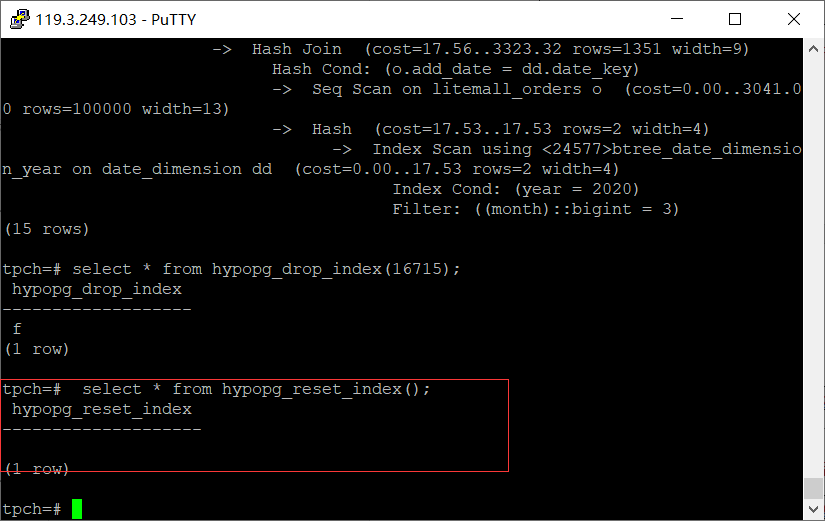 119.3.249.103 - PuTTY
-> Hash Join (cost=17.56..3323.32 rows=1351 width=9)
Hash Cond: (o.add_date = dd.date_key)
-> Seq Scan on litemall_orders o (cost=0.00..3041.0
0 rows=100000 width=13)
-> Hash (cost=17.53..17.53 rows=2 width=4)
-> Index Scan using <24577>btree_date_dimensio
n_year on date_dimension dd (cost=0.00..17.53 rows=2 width=4)
Index Cond: (year = 2020)
Filter: ((month)::bigint = 3)
(15 rows)
tpch=# select * from hypopg_drop_index(16715);
hypopg_drop_index
-------------------
f
(1 row)
tpch=#  select * from hypopg_reset_index();
hypopg_reset_index
--------------------
(1 row)
tpch=#